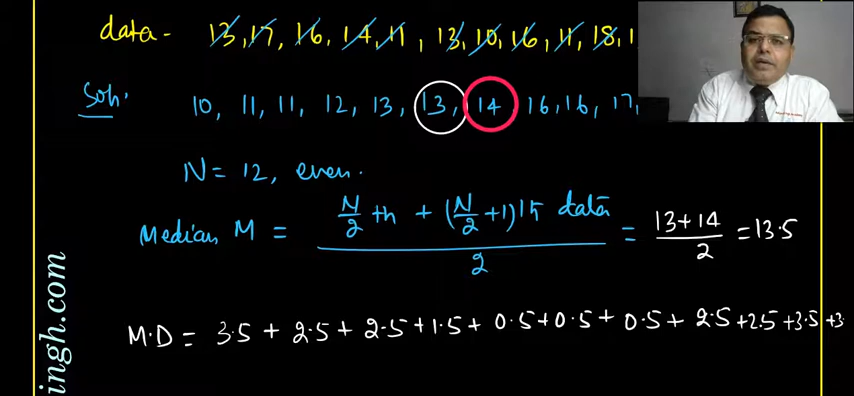 data - 13, 17, 16, 14, 11, 13, 10, 16, 11, 18, 1
Soln. 10, 11, 11, 12, 13, 13, 14 16, 16, 17,
N = 12, even.
Median M = N/2 th + (N/2 +1)th data / 2 = 13+14 / 2 = 13.5
M.D = 3.5 + 2.5 + 2.5 + 1.5 + 0.5 + 0.5 + 0.5 + 2.5 + 2.5 + 3.5 + 3.
ingh.com